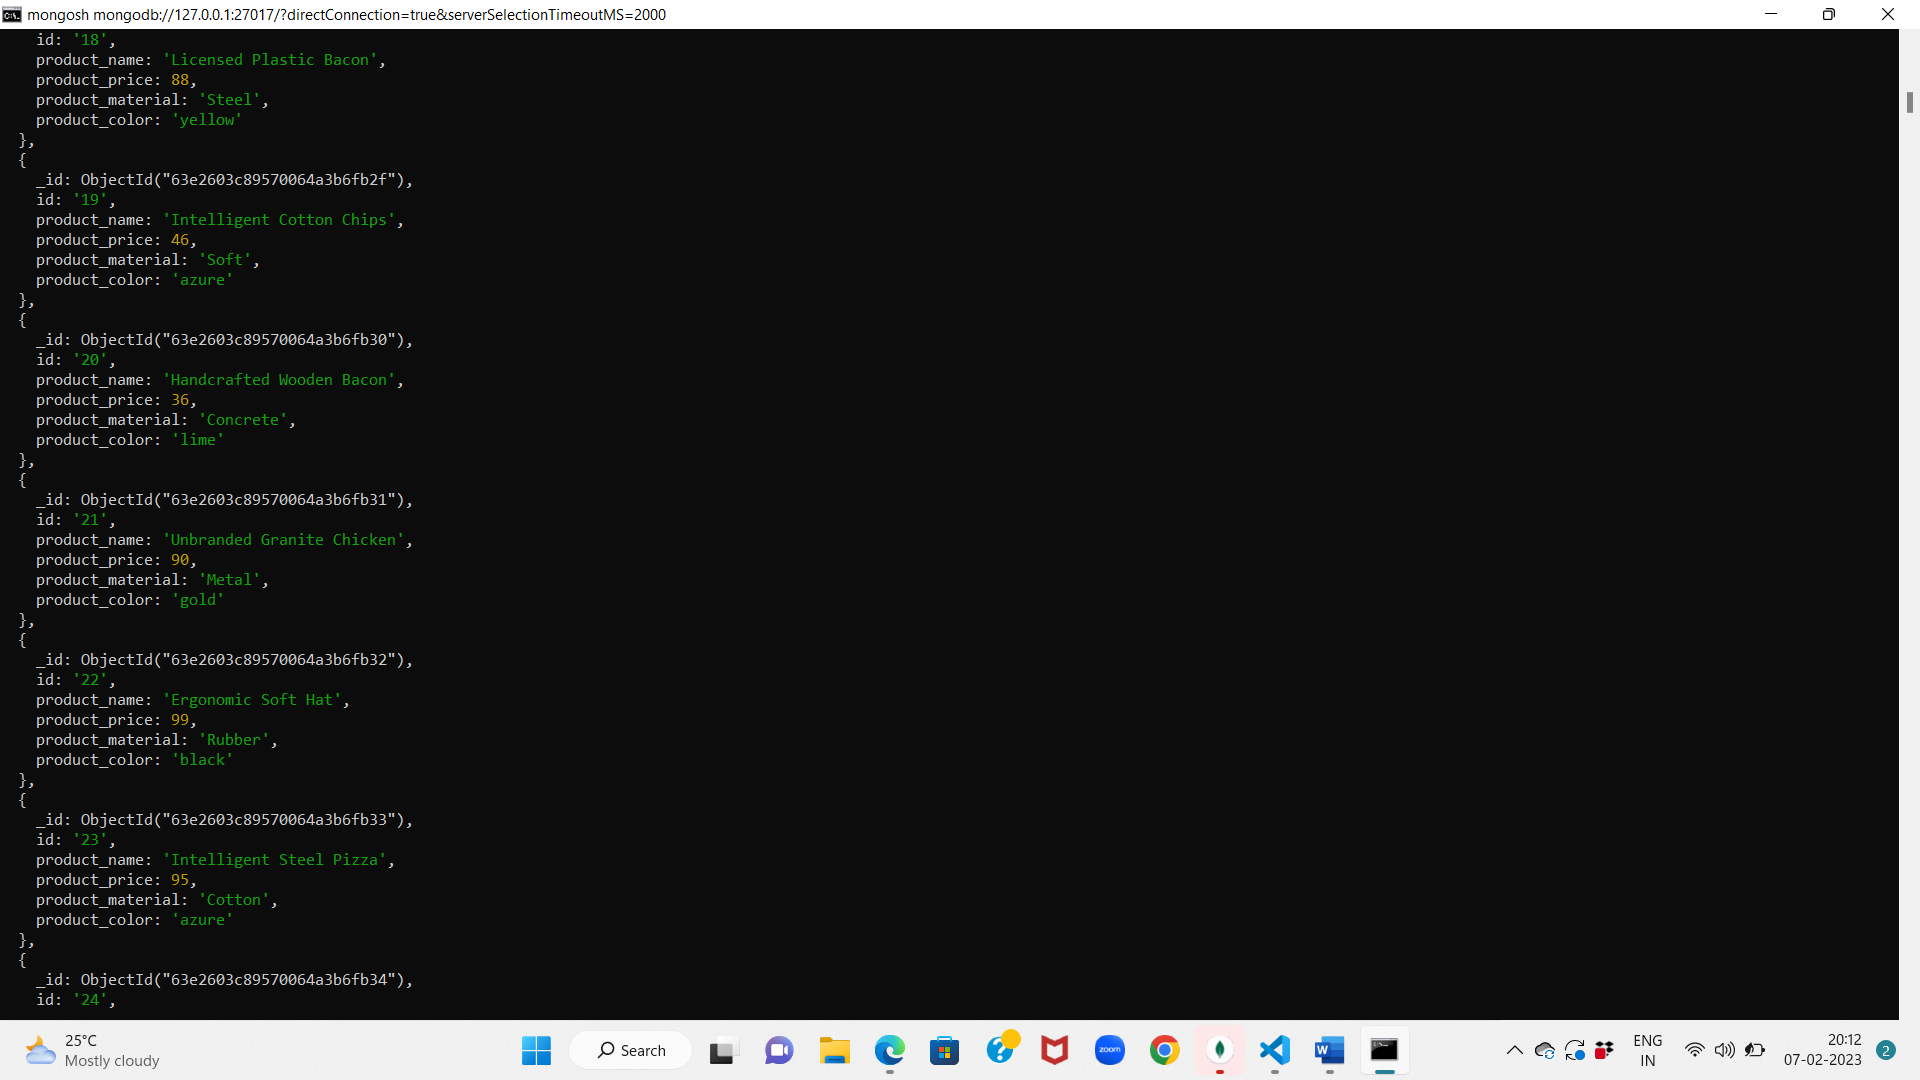 mongosh mongodb://127.0.0.1:27017/?directConnection=true&serverSelectionTimeoutMS=2000
id: '18',
product_name: 'Licensed Plastic Bacon',
product_price: 88,
product_material: 'Steel',
product_color: 'yellow'
},
{
_id: ObjectId("63e2603c89570064a3b6fb2f"),
id: '19',
product_name: 'Intelligent Cotton Chips',
product_price: 46,
product_material: 'Soft',
product_color: 'azure'
},
{
_id: ObjectId("63e2603c89570064a3b6fb30"),
id: '20',
product_name: 'Handcrafted Wooden Bacon',
product_price: 36,
product_material: 'Concrete',
product_color: 'lime'
},
{
_id: ObjectId("63e2603c89570064a3b6fb31"),
id: '21',
product_name: 'Unbranded Granite Chicken',
product_price: 90,
product_material: 'Metal',
product_color: 'gold'
},
{
_id: ObjectId("63e2603c89570064a3b6fb32"),
id: '22',
product_name: 'Ergonomic Soft Hat',
product_price: 99,
product_material: 'Rubber',
product_color: 'black'
},
{
_id: ObjectId("63e2603c89570064a3b6fb33"),
id: '23',
product_name: 'Intelligent Steel Pizza',
product_price: 95,
product_material: 'Cotton',
product_color: 'azure'
},
{
_id: ObjectId("63e2603c89570064a3b6fb34"),
id: '24',
25°C
Mostly cloudy
Search
zoom
ENG
IN
20:12
07-02-2023
2